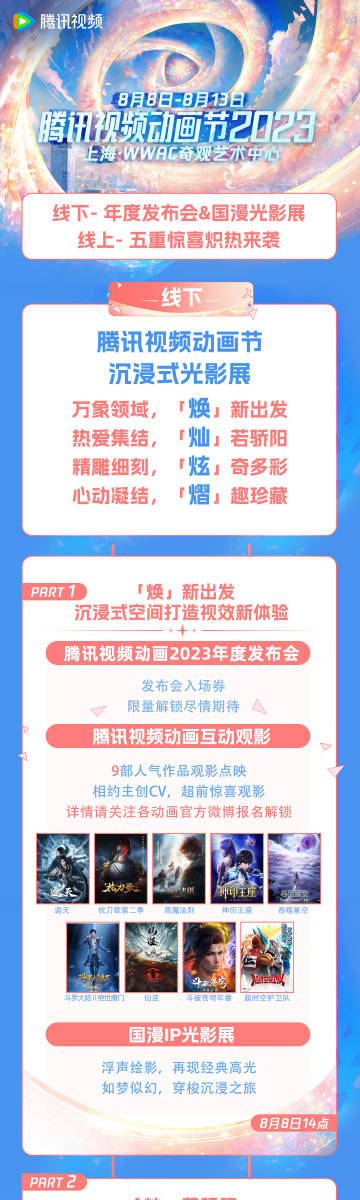 腾讯视频
8月8日-8月13日
腾讯视频动画节2023
上海·WWAC奇观艺术中心
线下- 年度发布会&国漫光影展
线上- 五重惊喜炽热来袭
线下
腾讯视频动画节
沉浸式光影展
万象领域，「焕」新出发
热爱集结，「灿」若骄阳
精雕细刻，「炫」奇多彩
心动凝结，「熠」趣珍藏
PART 1
「焕」新出发
沉浸式空间打造视效新体验
腾讯视频动画2023年度发布会
发布会入场券
限量解锁尽情期待
腾讯视频动画互动观影
9部人气作品观影点映
相约主创CV，超前惊喜观影
详情请关注各动画官方微博报名解锁
遮天
枕刀歌第二季
恶魔法则
神印王座
吞噬星空
斗罗大陆Ⅱ绝世唐门
仙逆
斗破苍穹年番
超时空护卫队
国漫IP光影展
浮声绘影，再现经典高光
如梦似幻，穿梭沉浸之旅
8月8日14点
PART 2